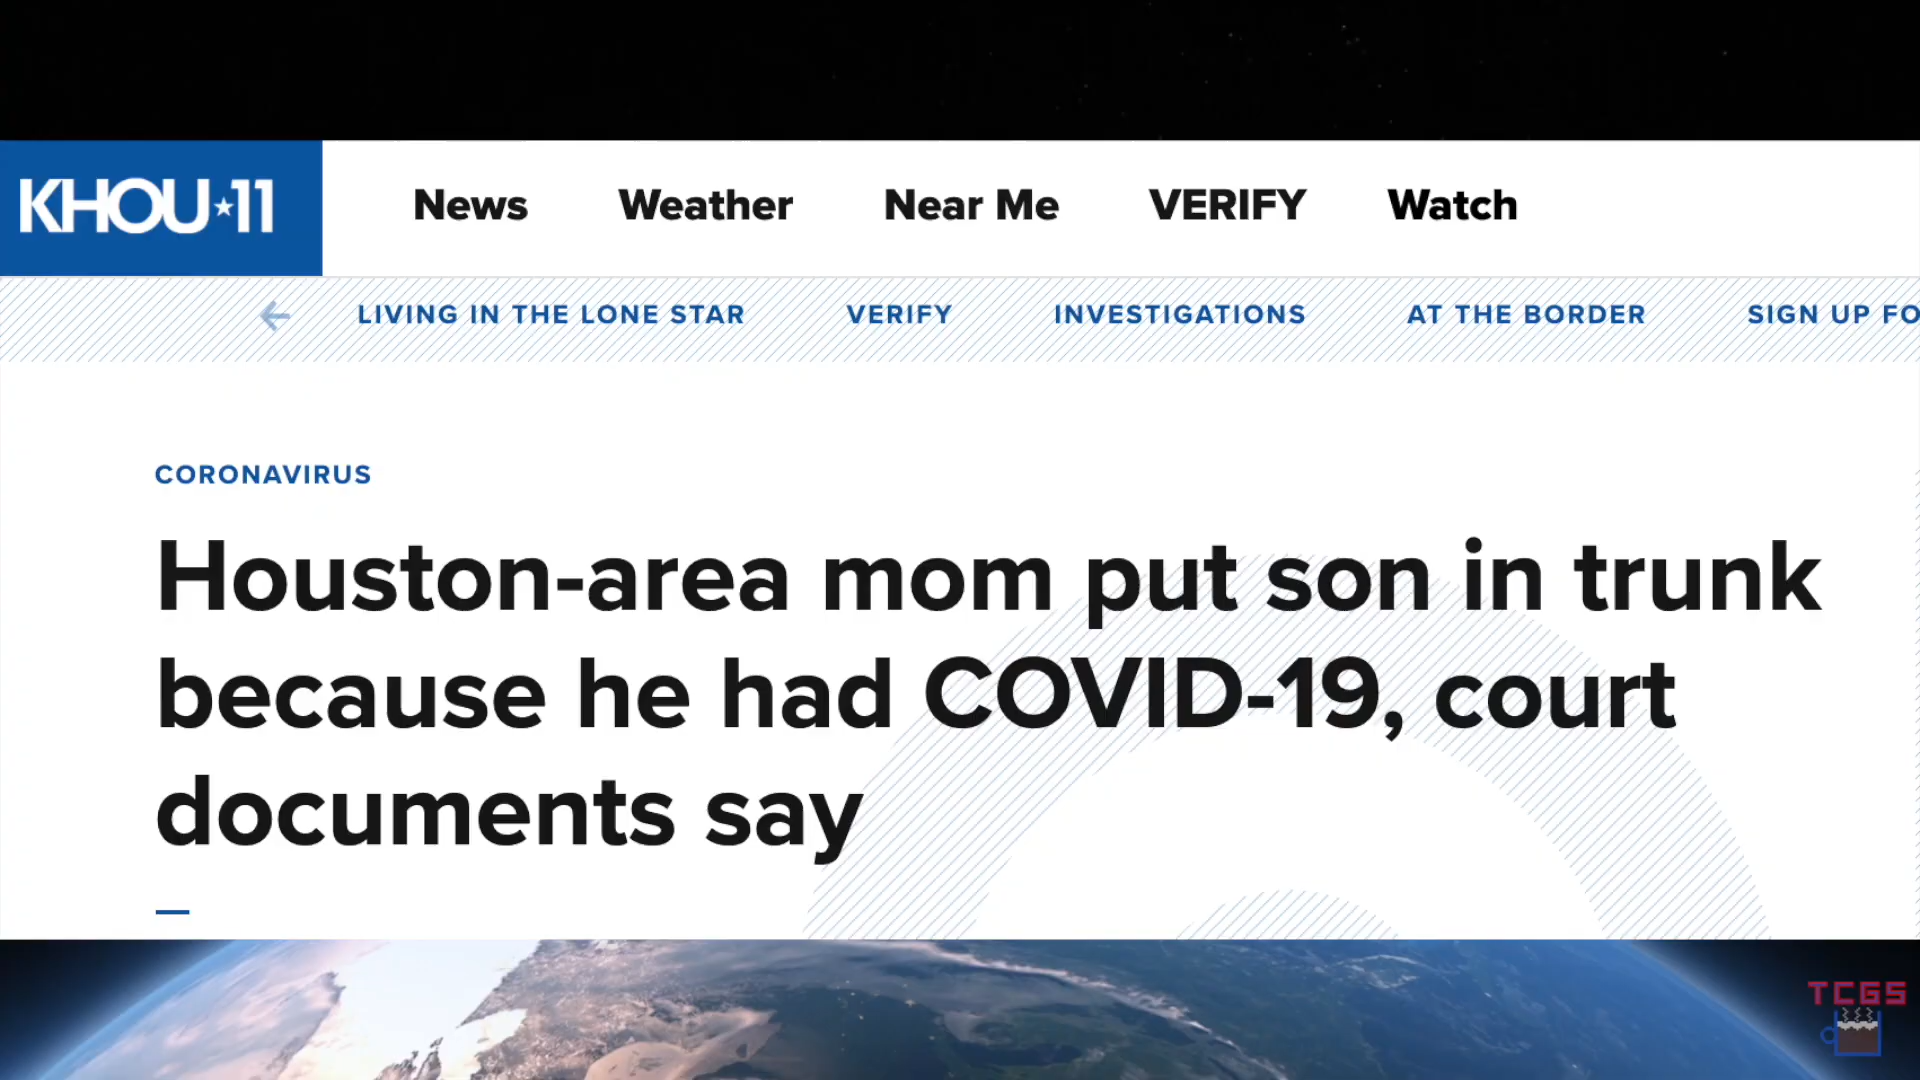 KHOU★11
News Weather Near Me VERIFY Watch
← LIVING IN THE LONE STAR VERIFY INVESTIGATIONS AT THE BORDER SIGN UP FO
CORONAVIRUS
Houston-area mom put son in trunk
because he had COVID-19, court
documents say
TCGS